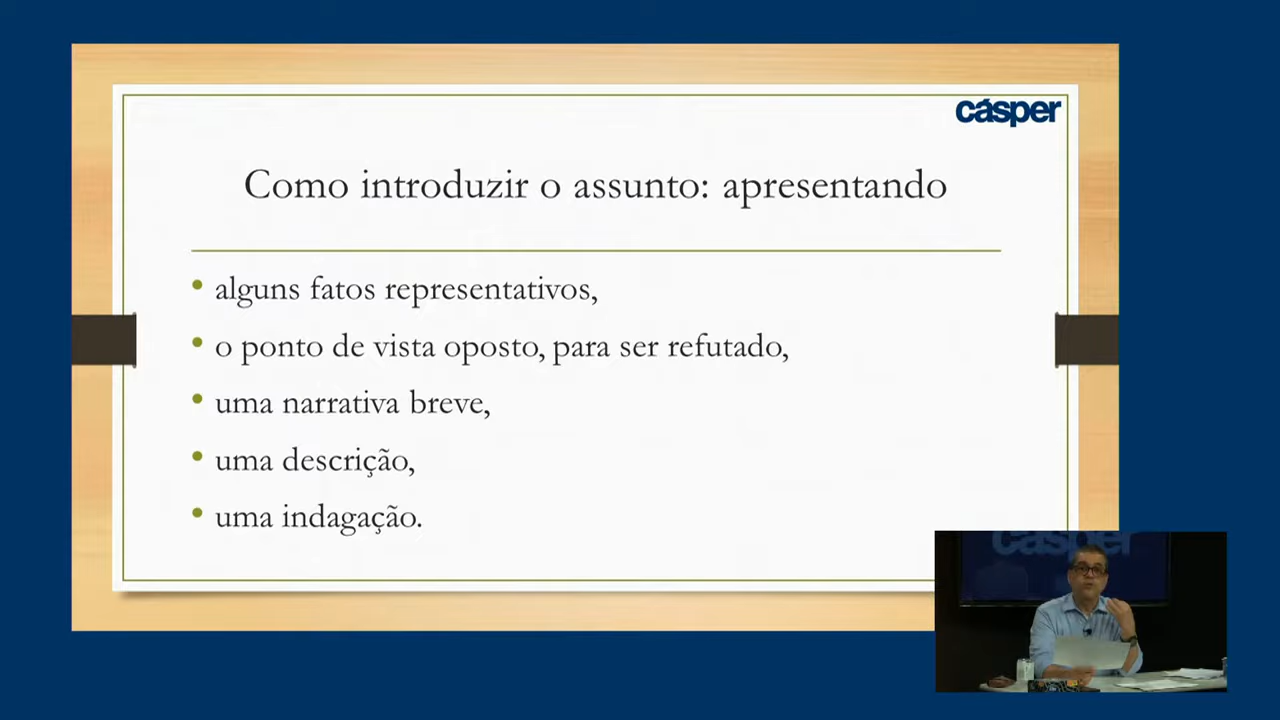 cásper
Como introduzir o assunto: apresentando
• alguns fatos representativos,
• o ponto de vista oposto, para ser refutado,
• uma narrativa breve,
• uma descrição,
• uma indagação.
cásper